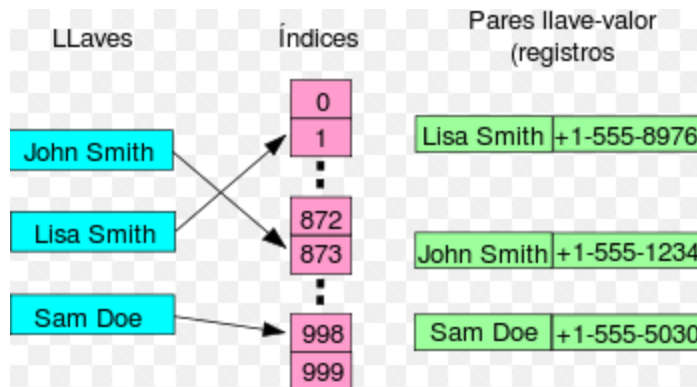 LLaves
Índices
Pares llave-valor
(registros
0
1
872
873
998
999
John Smith
Lisa Smith
Sam Doe
Lisa Smith +1-555-8976
John Smith +1-555-1234
Sam Doe +1-555-5030